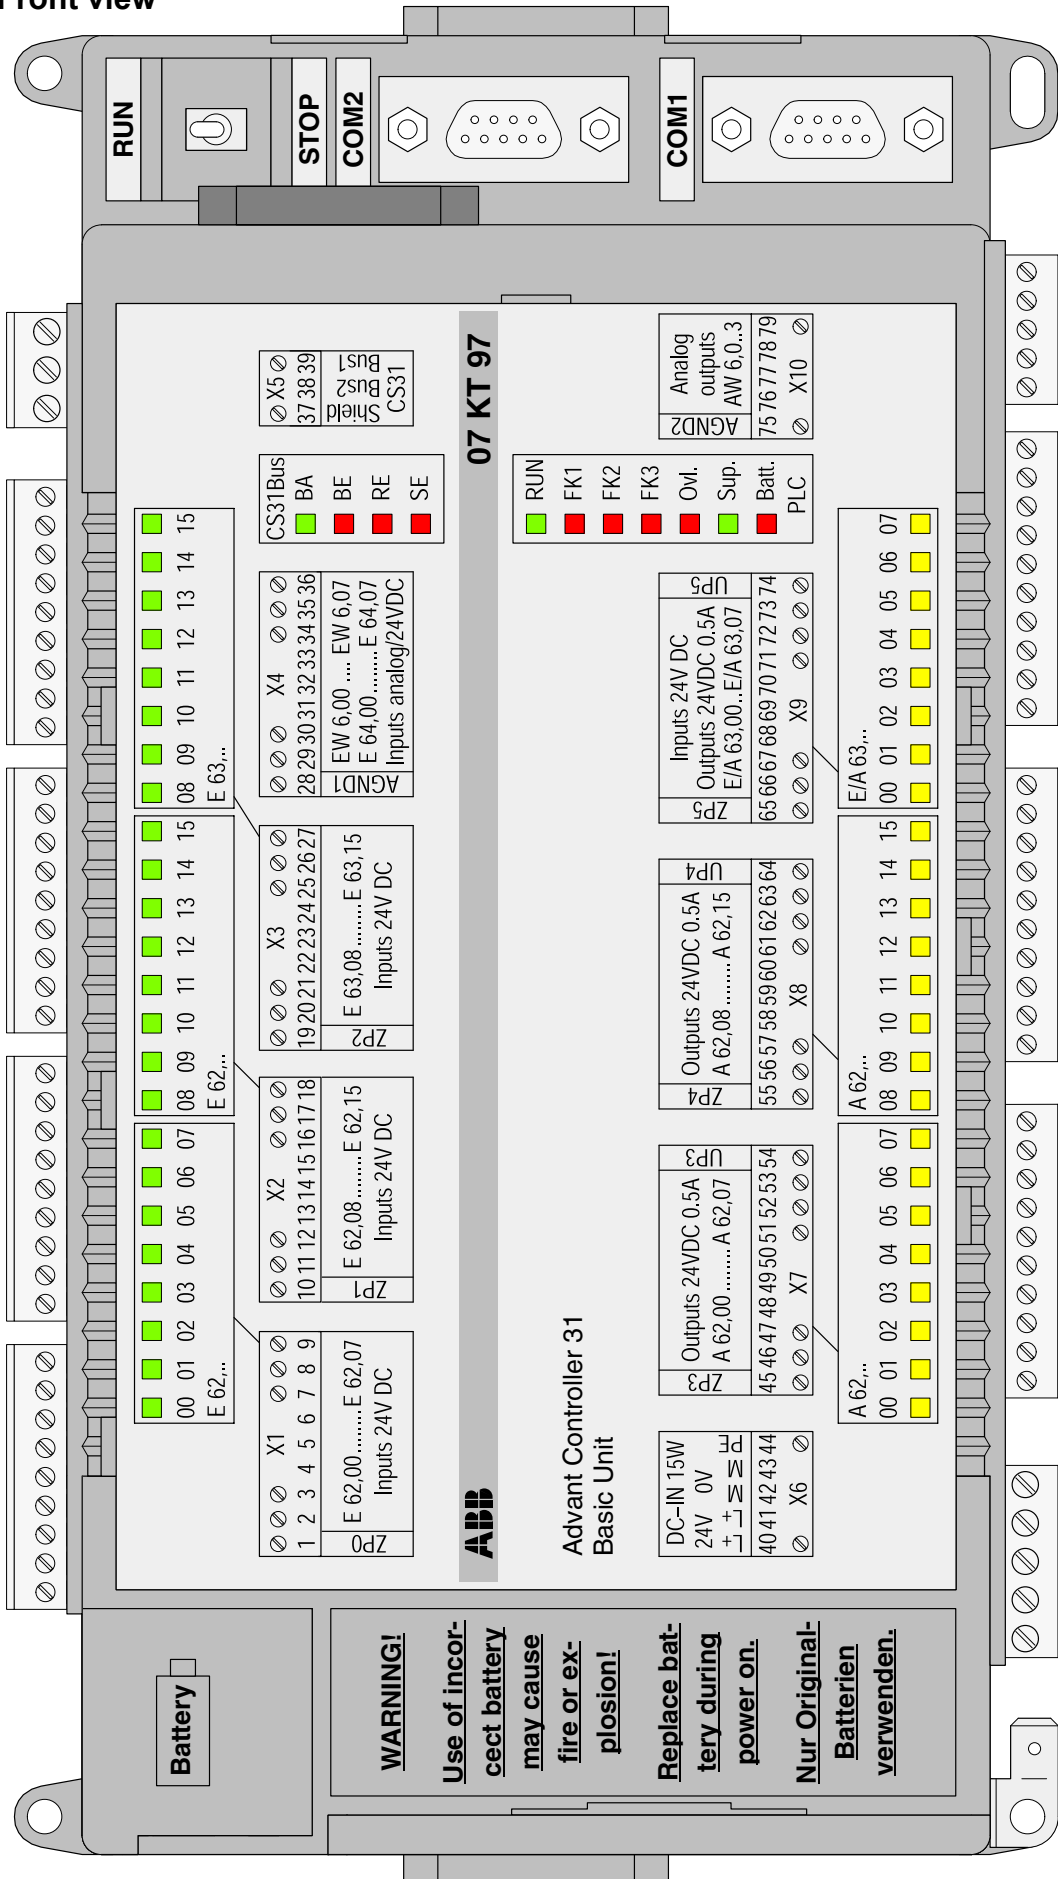 Front view
RUN
STOP
COM2
COM1
X5
37 38 39
Shield
Bus2
Bus1
CS31
CS31Bus
BA
BE
RE
SE
07 KT 97
RUN
FK1
FK2
FK3
Ovl.
Sup.
Batt.
PLC
AGND2
Analog
outputs
AW 6,0..3
75 76 77 78 79
X10
00 01 02 03 04 05 06 07
E 62,..
08 09 10 11 12 13 14 15
E 62,..
08 09 10 11 12 13 14 15
E 63,..
X1
1 2 3 4 5 6 7 8 9
ZP0
E 62,00.........E 62,07
Inputs 24V DC
X2
10 11 12 13 14 15 16 17 18
ZP1
E 62,08.........E 62,15
Inputs 24V DC
X3
19 20 21 22 23 24 25 26 27
ZP2
E 63,08.........E 63,15
Inputs 24V DC
X4
28 29 30 31 32 33 34 35 36
AGND1
EW 6,00 .... EW 6,07
E 64,00.........E 64,07
Inputs analog/24VDC
ABB
Advant Controller 31
Basic Unit
DC–IN 15W
24V 0V
L+ L+ M M PE
40 41 42 43 44
X6
ZP3
Outputs 24VDC 0.5A
A 62,00.........A 62,07
UP3
45 46 47 48 49 50 51 52 53 54
X7
ZP4
Outputs 24VDC 0.5A
A 62,08.........A 62,15
UP4
55 56 57 58 59 60 61 62 63 64
X8
ZP5
Inputs 24V DC
Outputs 24VDC 0.5A
E/A 63,00..E/A 63,07
UP5
65 66 67 68 69 70 71 72 73 74
X9
A 62,..
00 01 02 03 04 05 06 07
A 62,..
08 09 10 11 12 13 14 15
E/A 63,..
00 01 02 03 04 05 06 07
Battery
WARNING!
Use of incor-
cect battery
may cause
fire or ex-
plosion!
Replace bat-
tery during
power on.
Nur Original-
Batterien
verwenden.